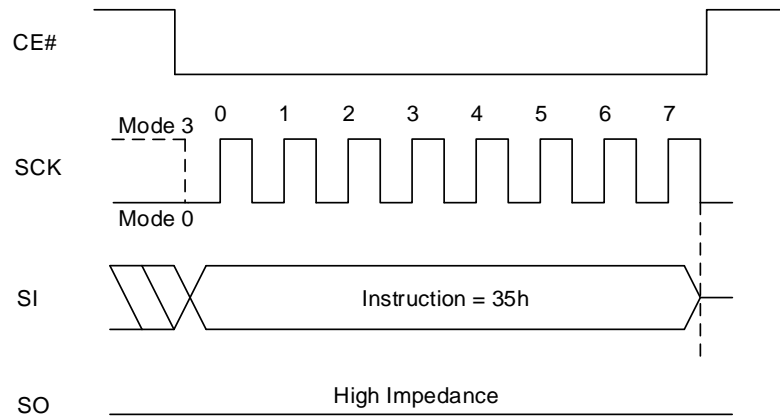 CE#
0 1 2 3 4 5 6 7
Mode 3
SCK
Mode 0
SI
Instruction = 35h
High Impedance
SO